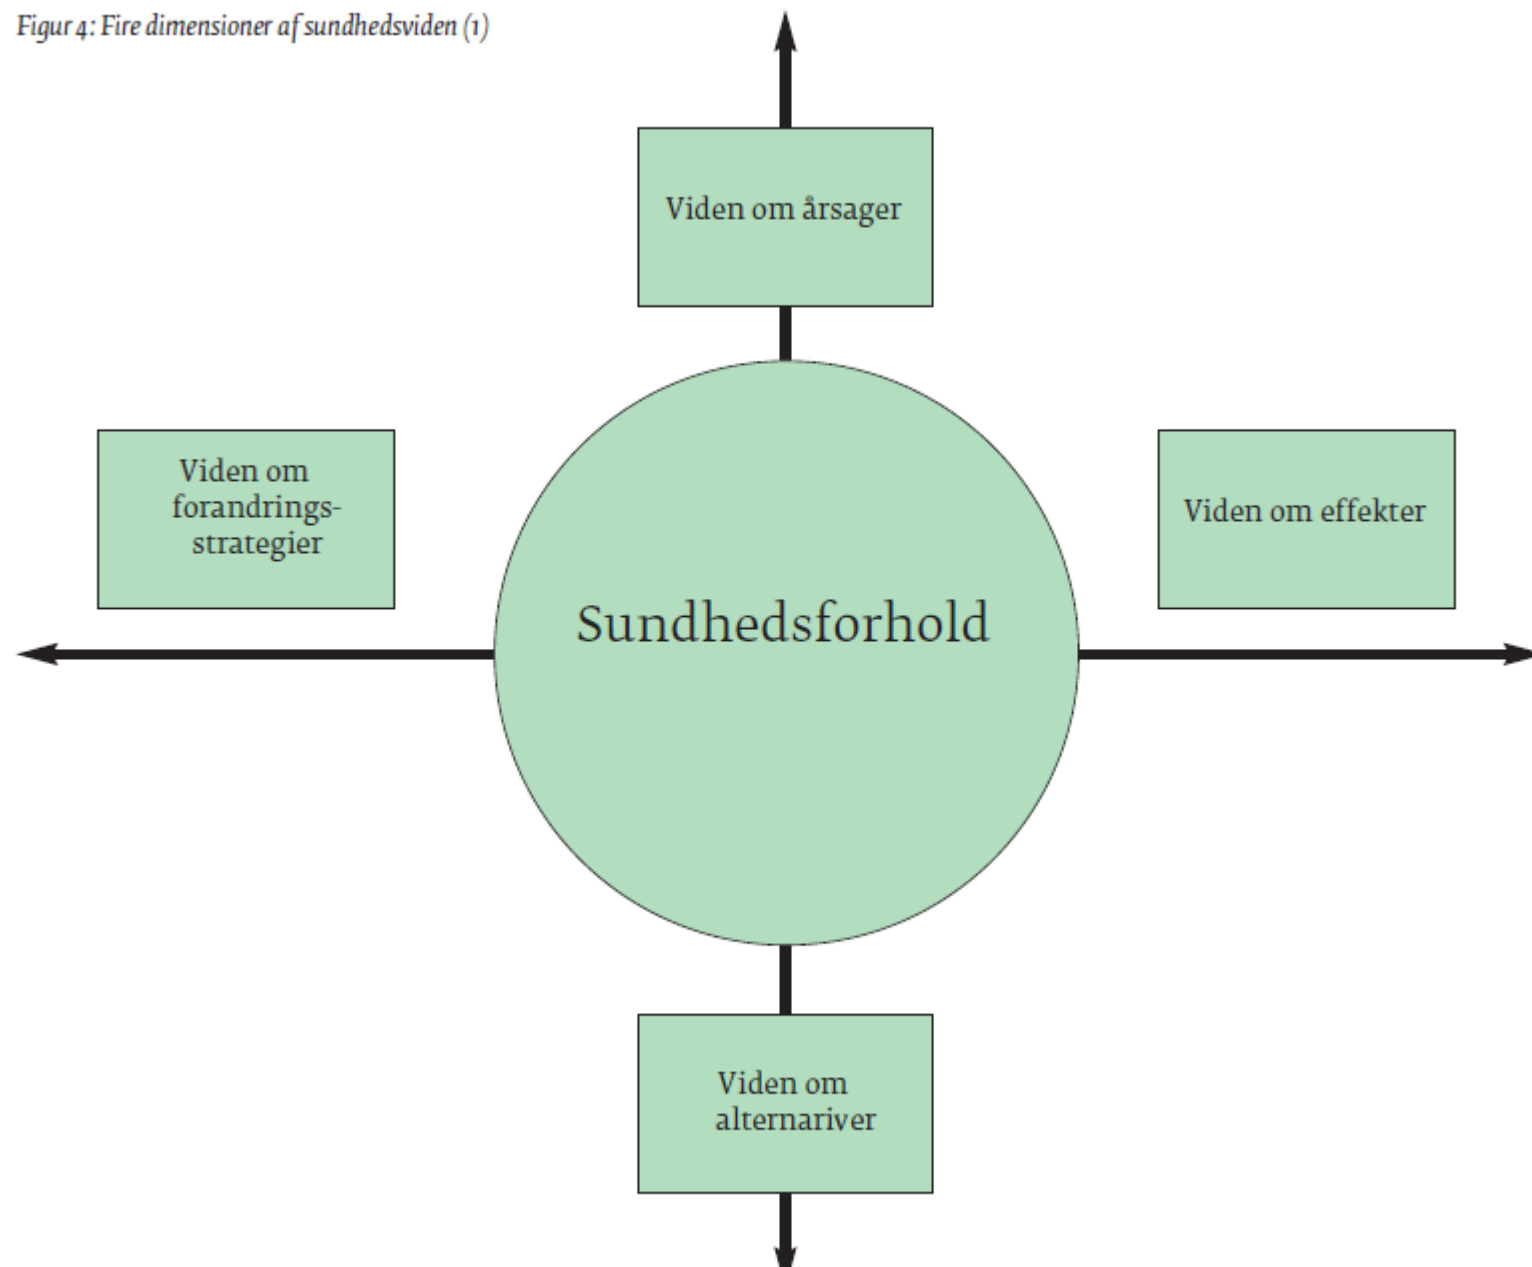 Figur 4: Fire dimensioner af sundhedsviden (1)
Viden om årsager
Viden om
forandrings-
strategier
Viden om effekter
Sundhedsforhold
Viden om
alternariver